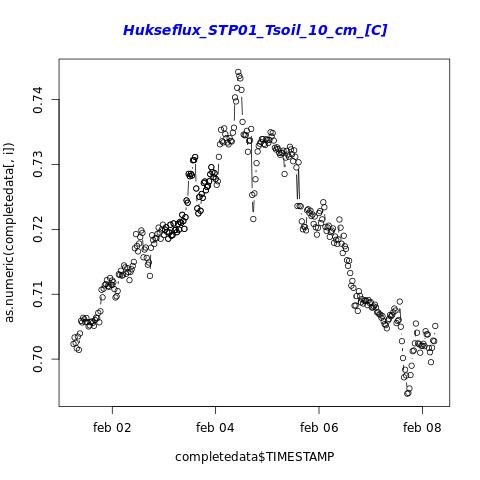 Hukseflux_STP01_Tsoil_10_cm_[C]
as.numeric(completedata[, i])
0.74
0.73
0.72
0.71
0.70
feb 02 feb 04 feb 06 feb 08
completedata$TIMESTAMP